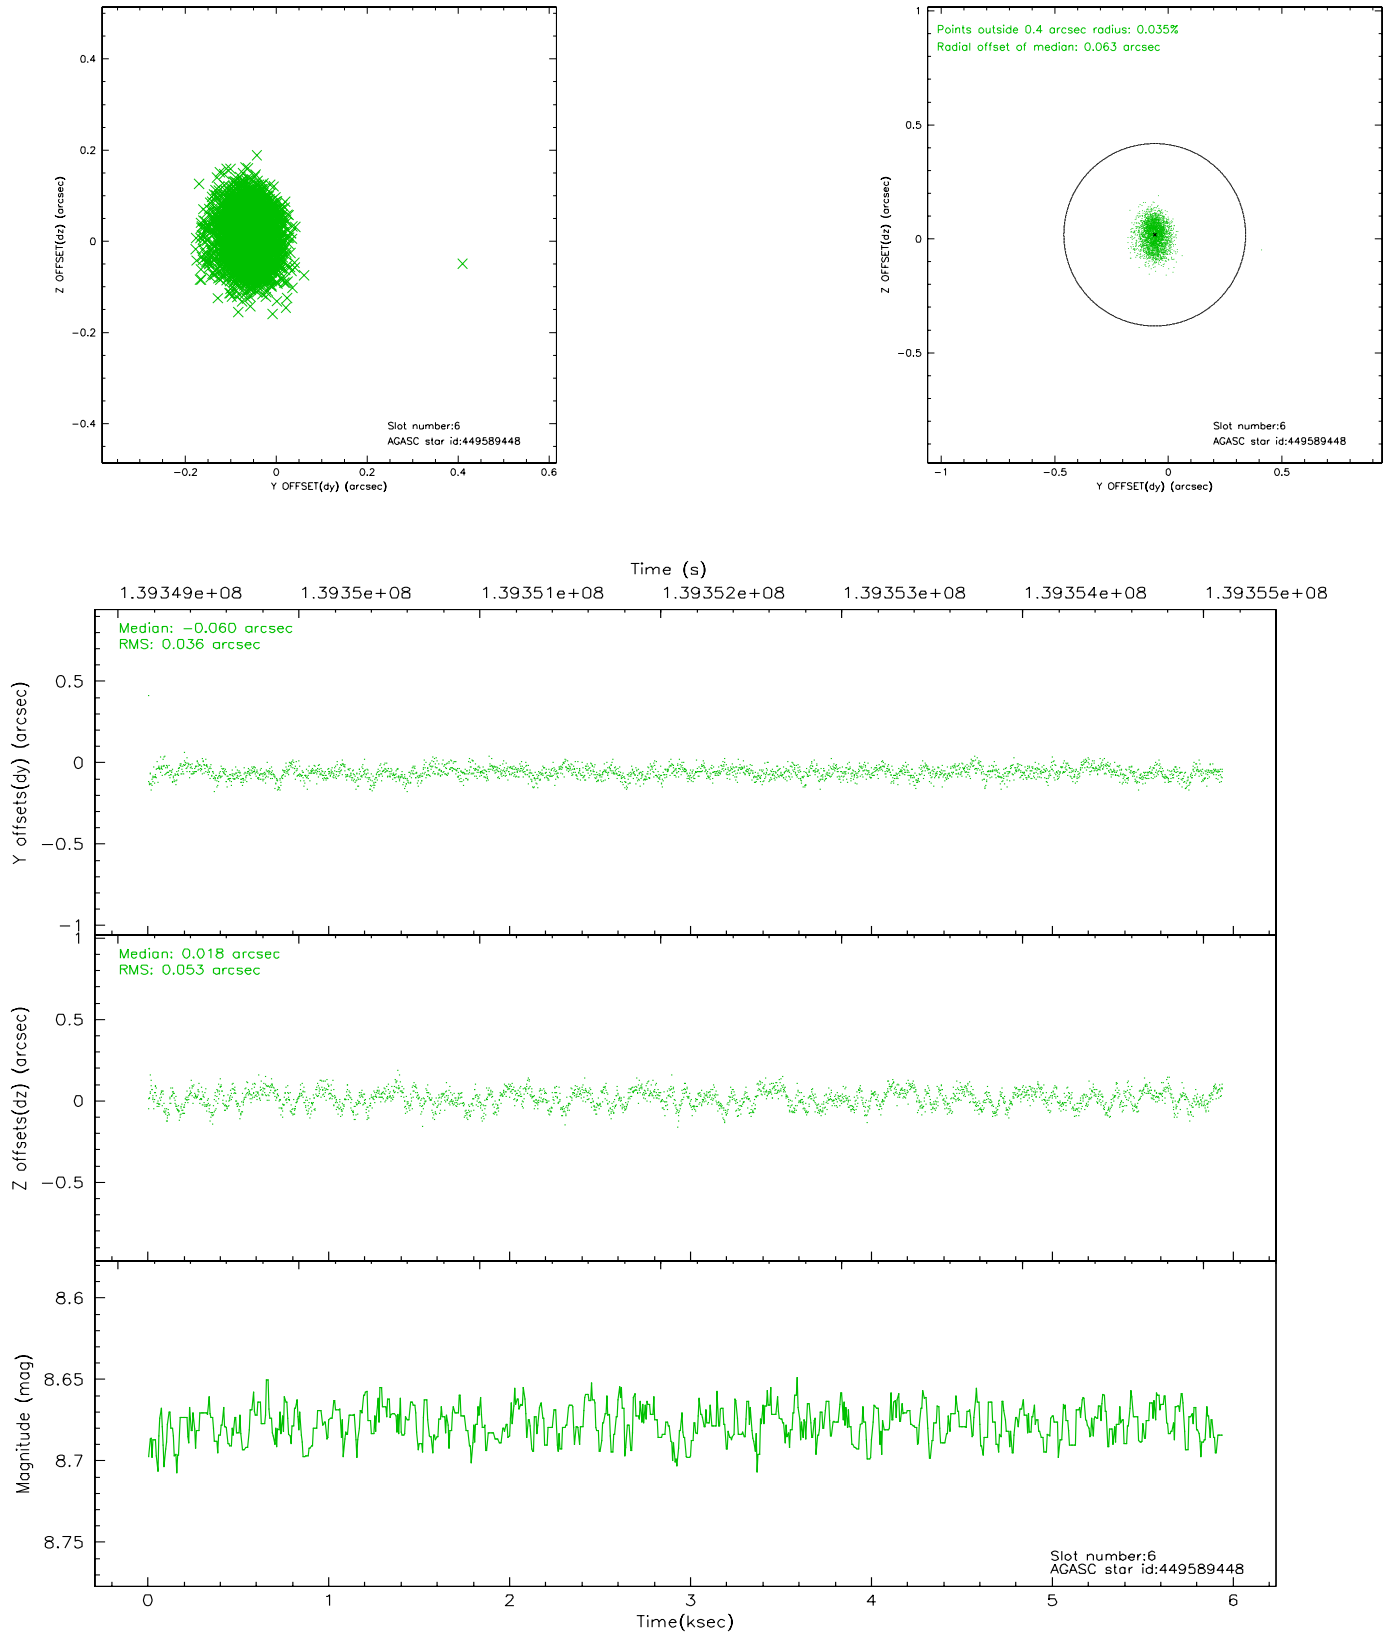 0.4
0.2
0
-0.2
-0.4
-0.2
0
0.2
0.4
0.6
Z OFFSET(dz) (arcsec)
Y OFFSET(dy) (arcsec)
Slot number:6
AGASC star id:449589448
Points outside 0.4 arcsec radius: 0.035%
Radial offset of median: 0.063 arcsec
1
0.5
0
-0.5
-1
-0.5
0
0.5
Z OFFSET(dz) (arcsec)
Y OFFSET(dy) (arcsec)
Slot number:6
AGASC star id:449589448
Time (s)
1.39349e+08 1.3935e+08 1.39351e+08 1.39352e+08 1.39353e+08 1.39354e+08 1.39355e+08
Median: -0.060 arcsec
RMS: 0.036 arcsec
0.5
0
-0.5
-1
Y offsets(dy) (arcsec)
Median: 0.018 arcsec
RMS: 0.053 arcsec
1
0.5
0
-0.5
Z offsets(dz) (arcsec)
8.6
8.65
8.7
8.75
Magnitude (mag)
Slot number:6
AGASC star id:449589448
0 1 2 3 4 5 6
Time(ksec)